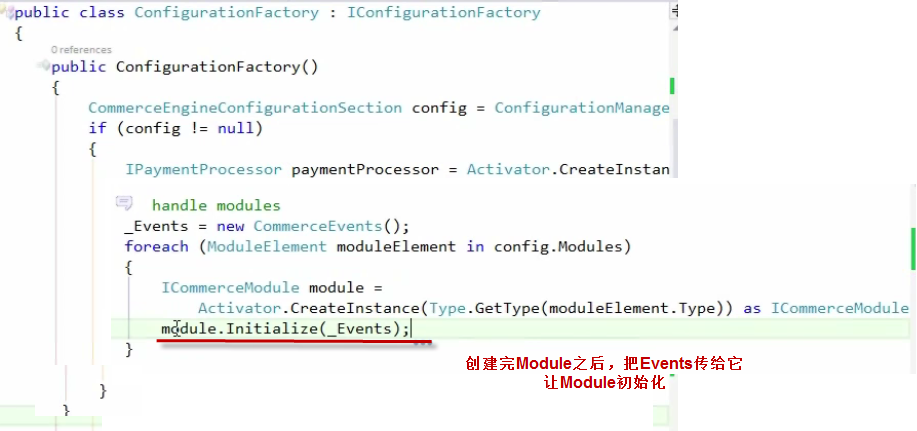 public class ConfigurationFactory : IConfigurationFactory
{
0 references
public ConfigurationFactory()
{
CommerceEngineConfigurationSection config = ConfigurationManage
if (config != null)
{
IPaymentProcessor paymentProcessor = Activator.CreateInstan
handle modules
_Events = new CommerceEvents();
foreach (ModuleElement moduleElement in config.Modules)
{
ICommerceModule module =
Activator.CreateInstance(Type.GetType(moduleElement.Type)) as ICommerceModule
module.Initialize(_Events);
}
创建完Module之后，把Events传给它
让Module初始化
}
}